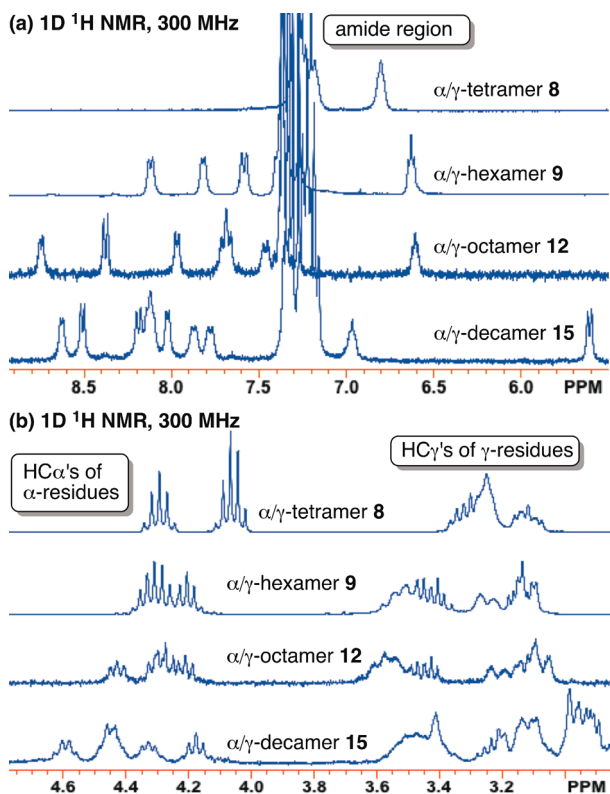 (a) 1D ¹H NMR, 300 MHz
amide region
α/γ-tetramer 8
α/γ-hexamer 9
α/γ-octamer 12
α/γ-decamer 15
8.5 8.0 7.5 7.0 6.5 6.0 PPM
(b) 1D ¹H NMR, 300 MHz
HCα's of
α-residues
HCγ's of γ-residues
α/γ-tetramer 8
α/γ-hexamer 9
α/γ-octamer 12
α/γ-decamer 15
4.6 4.4 4.2 4.0 3.8 3.6 3.4 3.2 PPM